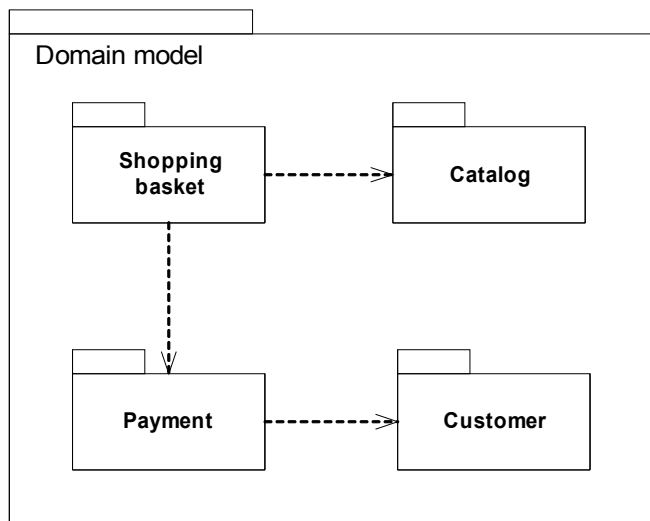 Domain model
Shopping
basket
Catalog
Payment
Customer